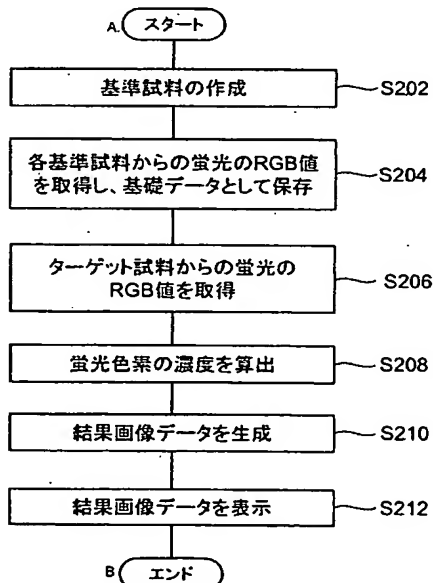 A. スタート
基準試料の作成
S202
各基準試料からの蛍光のRGB値
を取得し、基礎データとして保存
S204
ターゲット試料からの蛍光の
RGB値を取得
S206
蛍光色素の濃度を算出
S208
結果画像データを生成
S210
結果画像データを表示
S212
B エンド